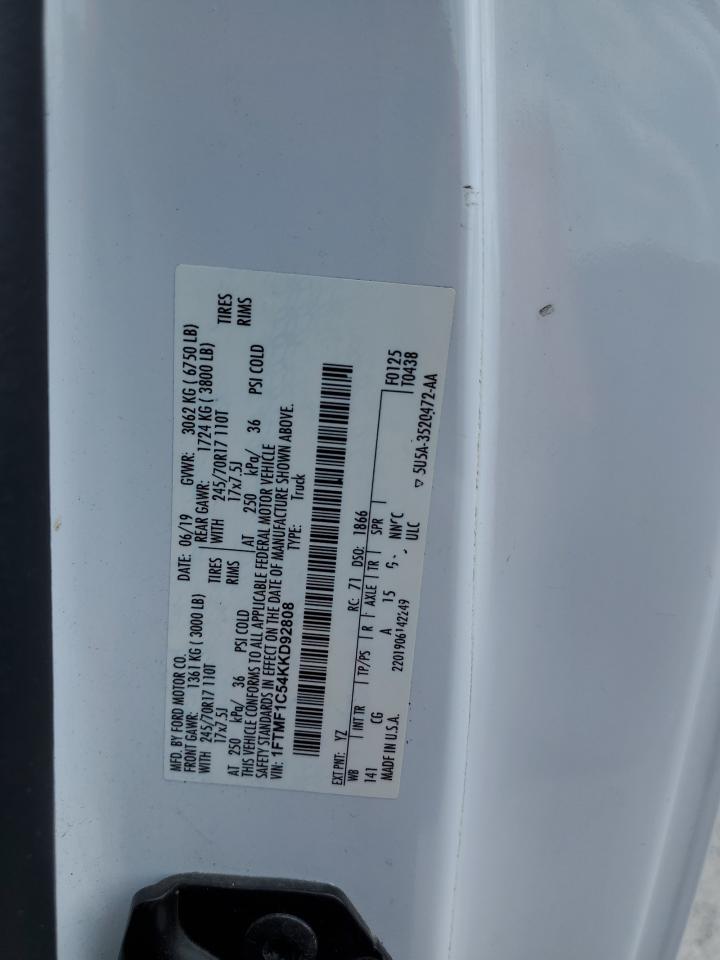 MFD. BY FORD MOTOR CO. DATE: 06/19 GVWR: 3062 KG ( 6750 LB)
FRONT GAWR: 1361 KG ( 3000 LB) REAR GAWR: 1724 KG ( 3800 LB)
WITH 245/70R17 110T TIRES WITH 245/70R17 110T TIRES
17x7.5J RIMS 17x7.5J RIMS
AT 250 kPa/ 36 PSI COLD AT 250 kPa/ 36 PSI COLD
THIS VEHICLE CONFORMS TO ALL APPLICABLE FEDERAL MOTOR VEHICLE
SAFETY STANDARDS IN EFFECT ON THE DATE OF MANUFACTURE SHOWN ABOVE.
VIN: 1FTMF1C54KKD92808 TYPE: Truck
EXT PNT: YZ RC: 71 DSO: 1866 F0125
WB INT TR TP/PS R AXLE TR SPR T0438
141 CG A 15
MADE IN U.S.A. 2201906142249 ULC 5U5A-3520472-AA